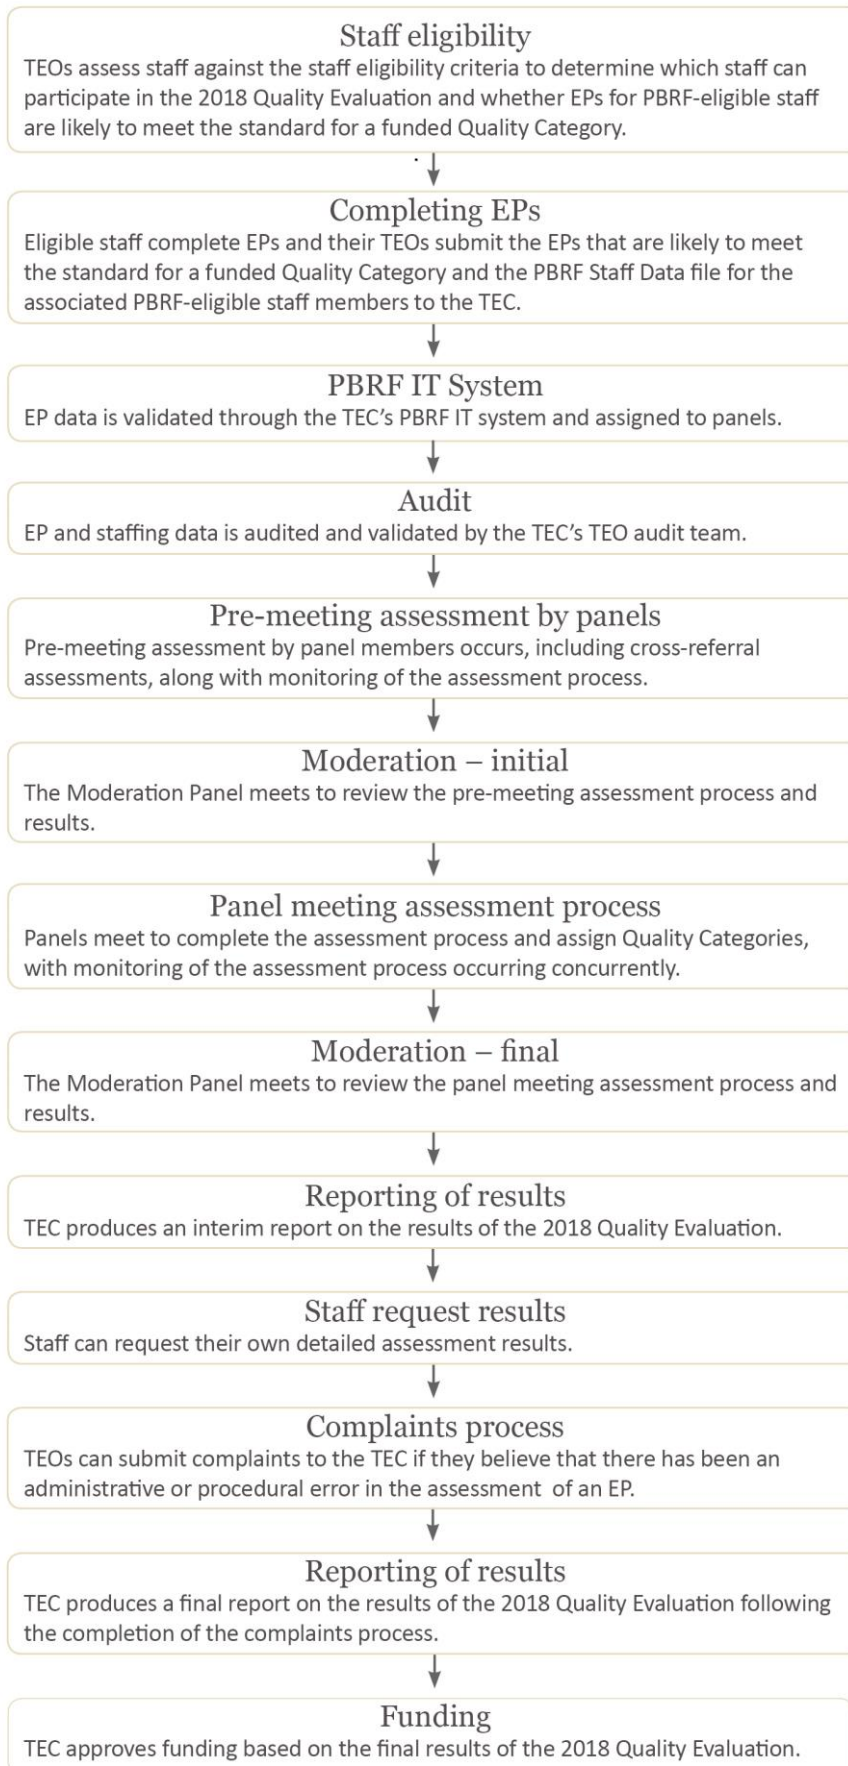 Staff eligibility
TEOs assess staff against the staff eligibility criteria to determine which staff can
participate in the 2018 Quality Evaluation and whether EPs for PBRF-eligible staff
are likely to meet the standard for a funded Quality Category.
Completing EPs
Eligible staff complete EPs and their TEOs submit the EPs that are likely to meet
the standard for a funded Quality Category and the PBRF Staff Data file for the
associated PBRF-eligible staff members to the TEC.
PBRF IT System
EP data is validated through the TEC’s PBRF IT system and assigned to panels.
Audit
EP and staffing data is audited and validated by the TEC’s TEO audit team.
Pre-meeting assessment by panels
Pre-meeting assessment by panel members occurs, including cross-referral
assessments, along with monitoring of the assessment process.
Moderation – initial
The Moderation Panel meets to review the pre-meeting assessment process and
results.
Panel meeting assessment process
Panels meet to complete the assessment process and assign Quality Categories,
with monitoring of the assessment process occurring concurrently.
Moderation – final
The Moderation Panel meets to review the panel meeting assessment process and
results.
Reporting of results
TEC produces an interim report on the results of the 2018 Quality Evaluation.
Staff request results
Staff can request their own detailed assessment results.
Complaints process
TEOs can submit complaints to the TEC if they believe that there has been an
administrative or procedural error in the assessment of an EP.
Reporting of results
TEC produces a final report on the results of the 2018 Quality Evaluation following
the completion of the complaints process.
Funding
TEC approves funding based on the final results of the 2018 Quality Evaluation.